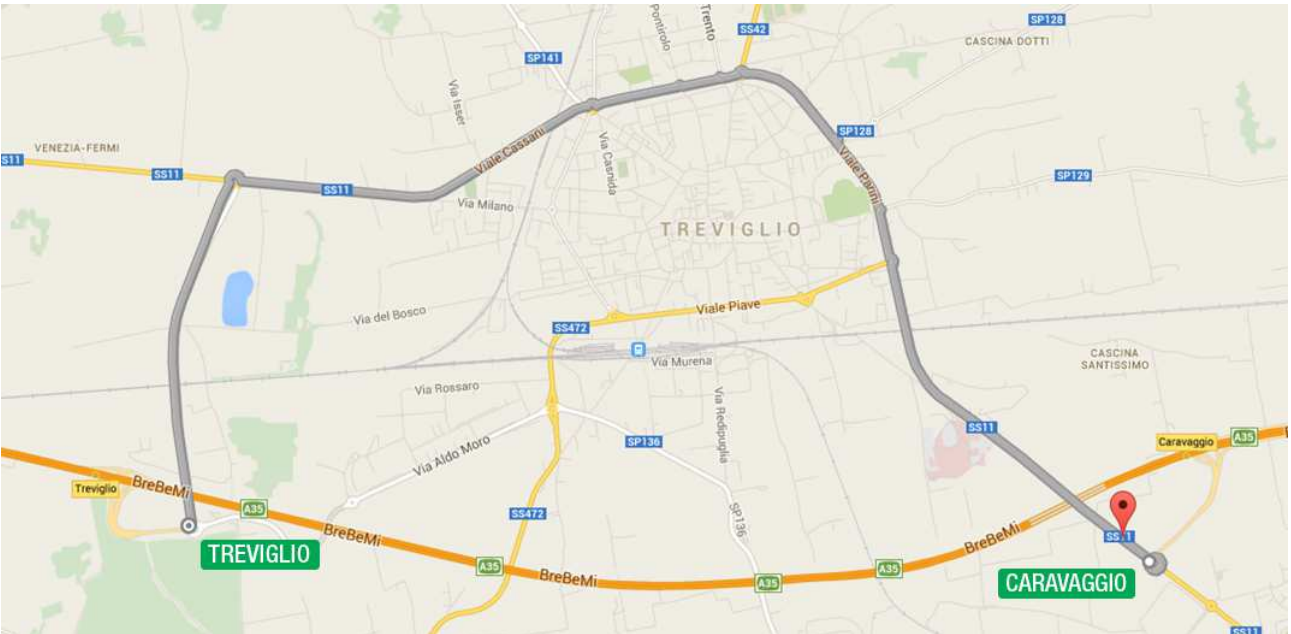 Pontirolo
Trento
SS42
SP128
CASCINA DOTTI
SP141
Via Isser
VENEZIA-FERMI
SS11
SS11
SS11
Viale Cassani
Via Casnida
SP128
Viale Parini
SP129
Via Milano
TREVIGLIO
Via del Bosco
Viale Piave
SS472
Via Murena
CASCINA
SANTISSIMO
Via Rossaro
Via Redipuglia
SS11
Via Aldo Moro
SP136
Caravaggio
A35
Treviglio
BreBeMi
A35
SS472
SP136
SS11
BreBeMi
BreBeMi
TREVIGLIO
A35
BreBeMi
A35
A35
CARAVAGGIO
SS11